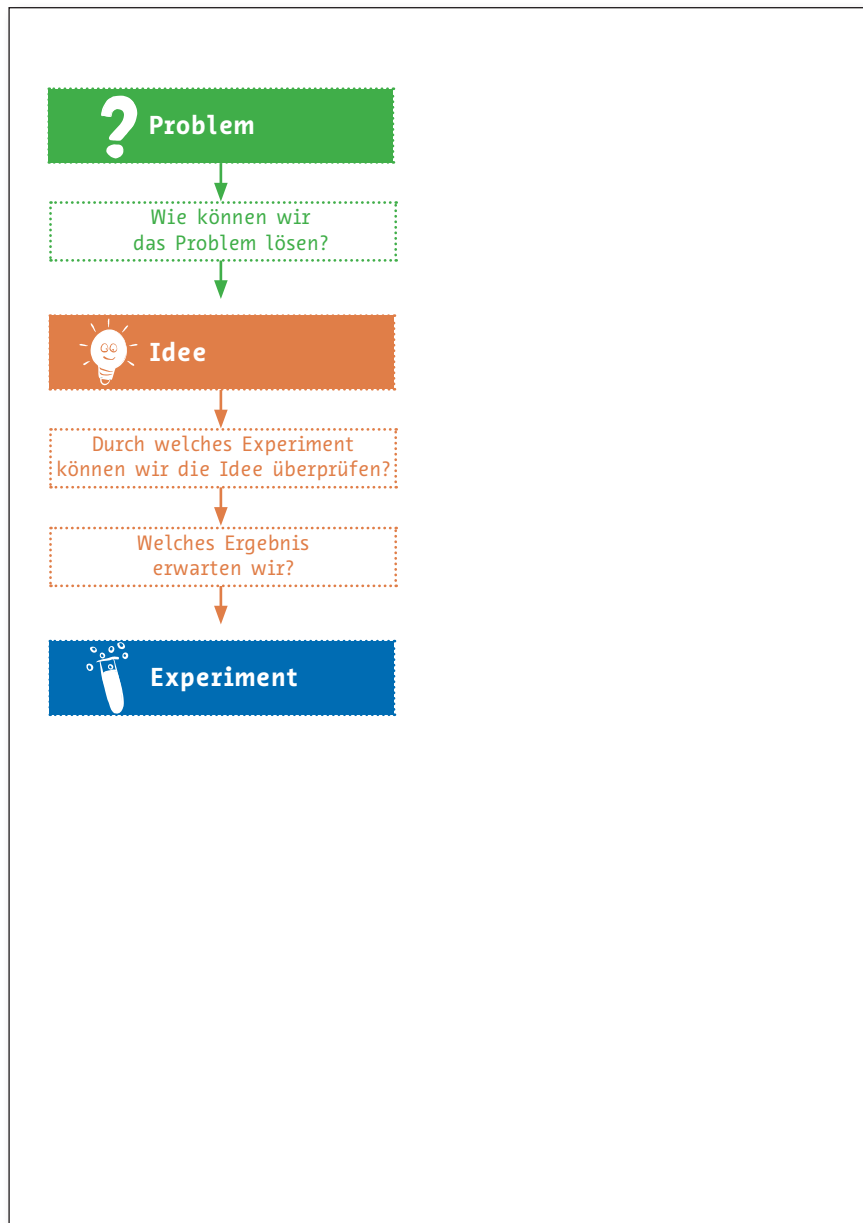 Problem
Wie können wir
das Problem lösen?
Idee
Durch welches Experiment
können wir die Idee überprüfen?
Welches Ergebnis
erwarten wir?
Experiment